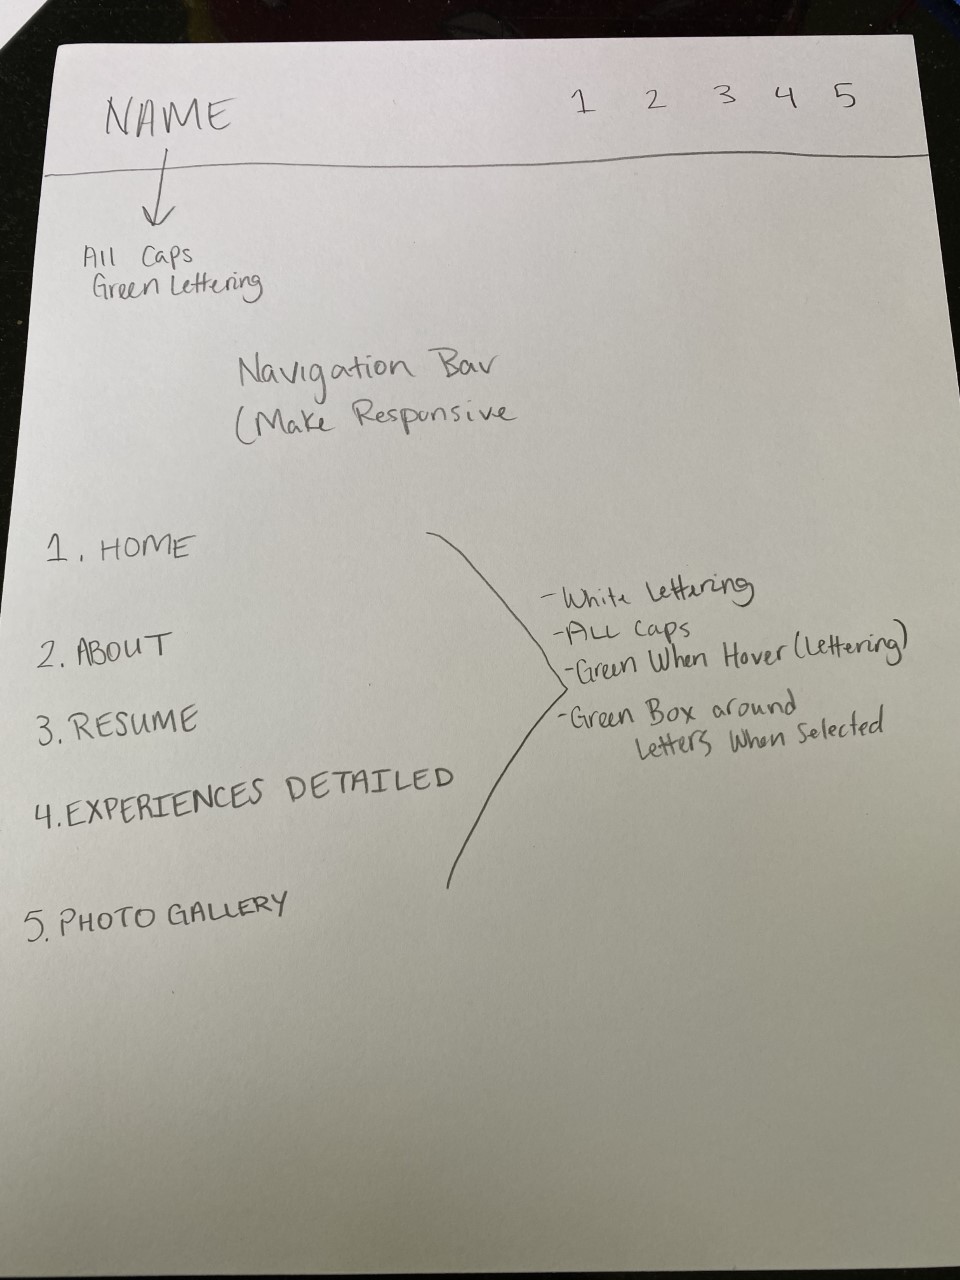 NAME 1 2 3 4 5
All Caps
Green Lettering
Navigation Bar
(Make Responsive
1. HOME
2. ABOUT
3. RESUME
4. EXPERIENCES DETAILED
5. PHOTO GALLERY
- White Lettering
- ALL Caps
- Green When Hover (Lettering)
- Green Box around
Letters When Selected